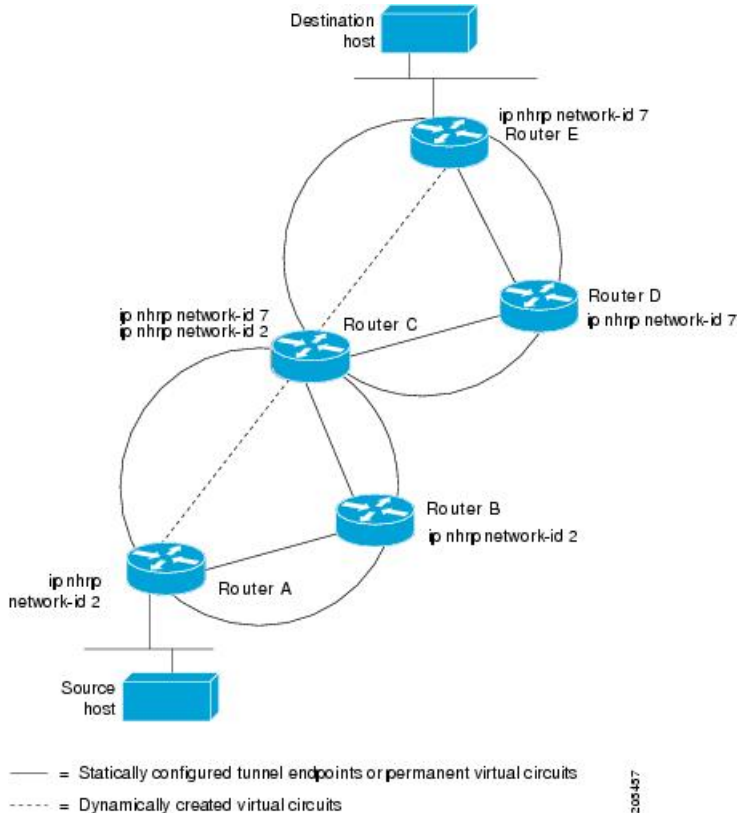 Destination
host
ip nhrp network-id 7
Router E
Router D
ip nhrp network-id 7
ip nhrp network-id 7
ip nhrp network-id 2
Router C
Router B
ip nhrp network-id 2
ip nhrp
network-id 2
Router A
Source
host
= Statically configured tunnel endpoints or permanent virtual circuits
= Dynamically created virtual circuits
205457